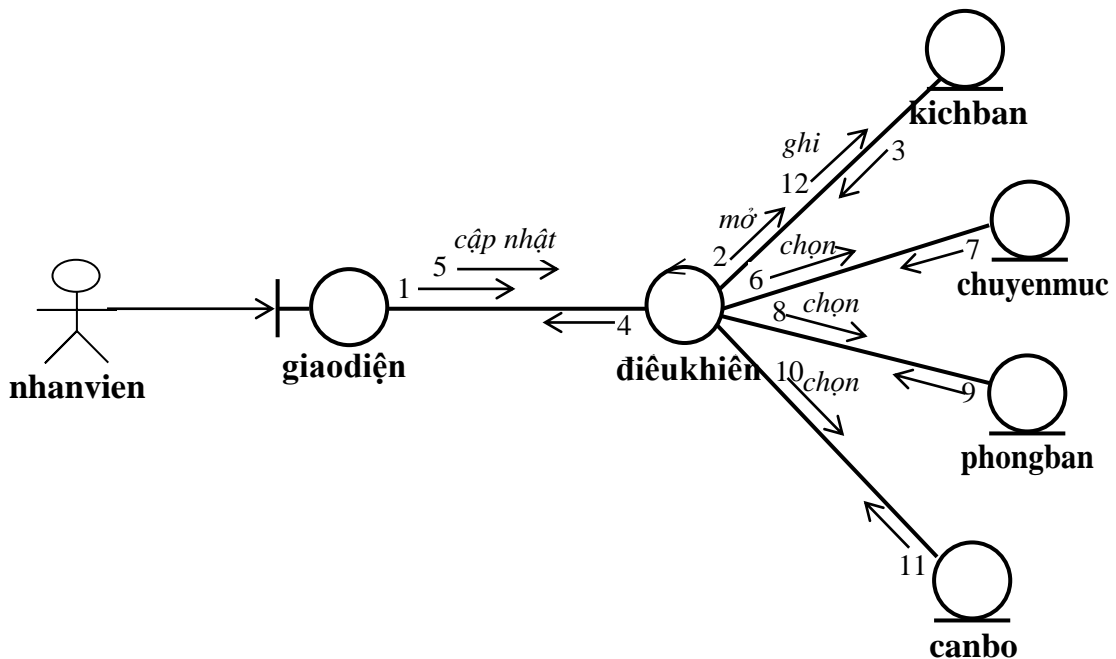 kichban
ghi
3
12
mở
2
chọn
7
cập nhật
5
6
chuyenmuc
1
8 chọn
4
giaodiện
điêukhiên
nhanvien
10 chọn
9
phongban
11
canbo